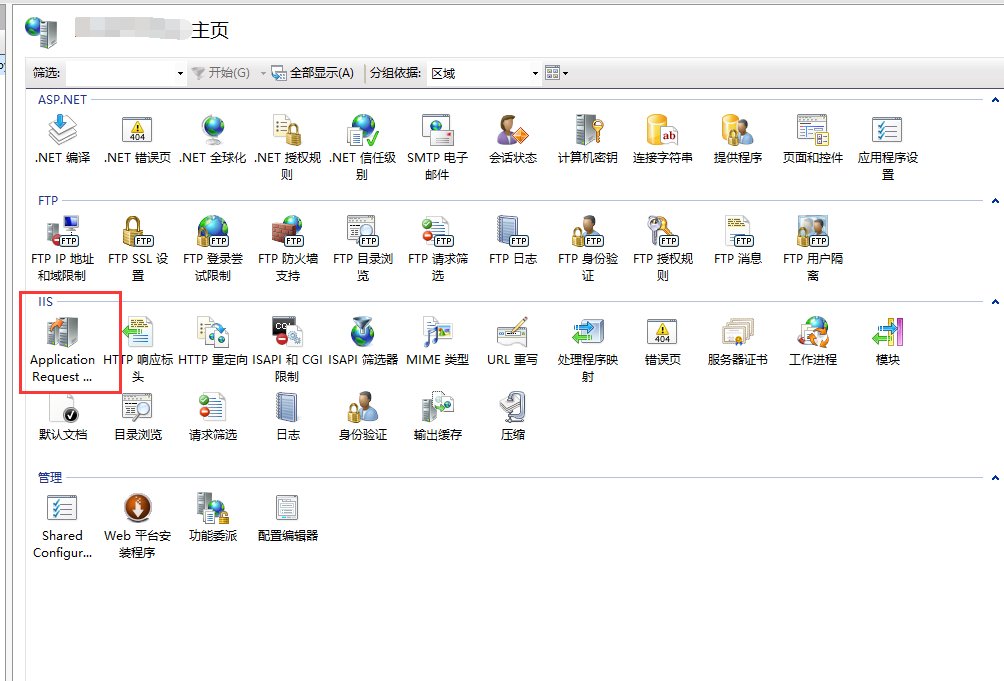 主页
筛选: 开始(G) 全部显示(A) 分组依据: 区域
ASP.NET
.NET 编译 .NET 错误页 .NET 全球化 .NET 授权规则 .NET 信任级别 SMTP 电子邮件 会话状态 计算机密钥 连接字符串 提供程序 页面和控件 应用程序设置
FTP
FTP IP 地址和域限制 FTP SSL 设置 FTP 登录尝试限制 FTP 防火墙支持 FTP 目录浏览 FTP 请求筛选 FTP 日志 FTP 身份验证 FTP 授权规则 FTP 消息 FTP 用户隔离
IIS
Application Request ... HTTP 响应标头 HTTP 重定向 ISAPI 和 CGI 限制 ISAPI 筛选器 MIME 类型 URL 重写 处理程序映射 错误页 服务器证书 工作进程 模块
默认文档 目录浏览 请求筛选 日志 身份验证 输出缓存 压缩
管理
Shared Configur... Web 平台安装程序 功能委派 配置编辑器